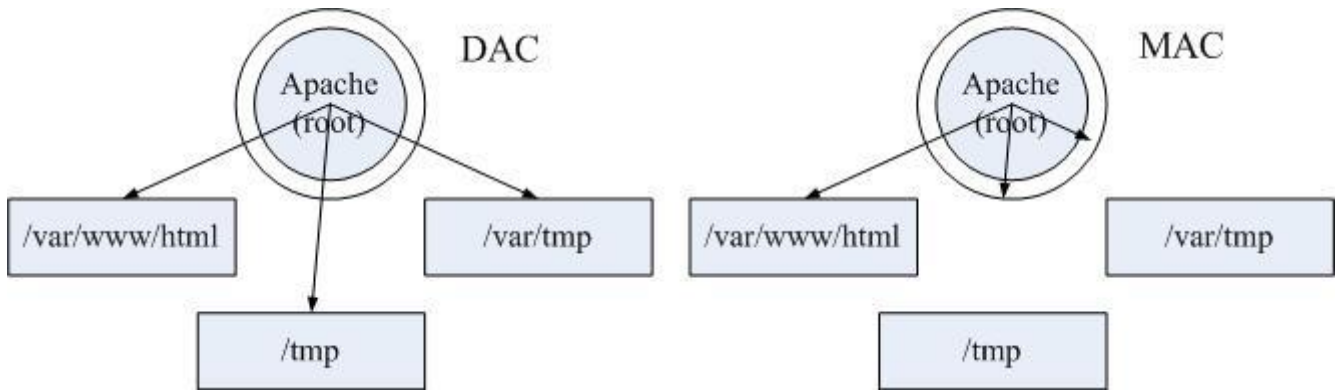 DAC
Apache
(root)
/var/www/html
/var/tmp
/tmp
MAC
Apache
(root)
/var/www/html
/var/tmp
/tmp